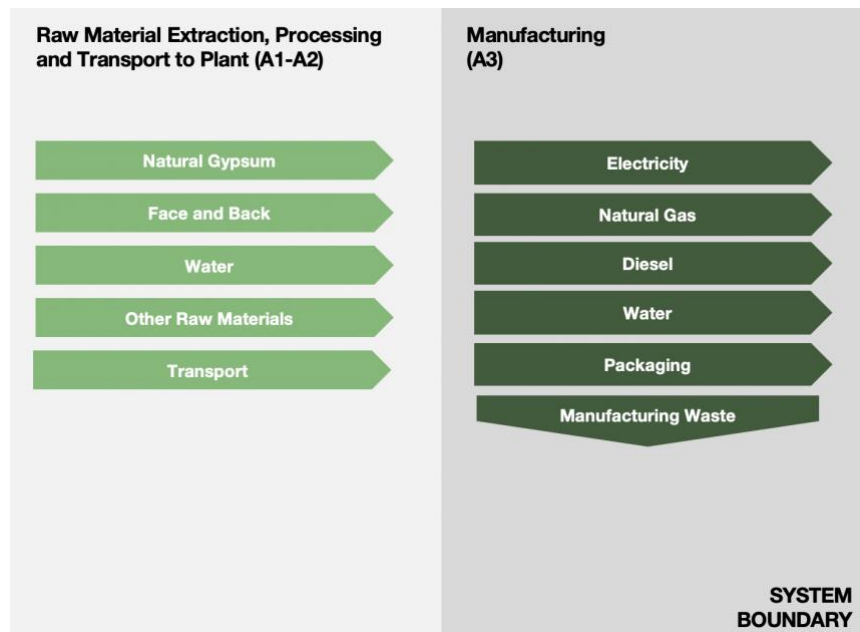 Raw Material Extraction, Processing
and Transport to Plant (A1-A2)
Natural Gypsum
Face and Back
Water
Other Raw Materials
Transport
Manufacturing
(A3)
Electricity
Natural Gas
Diesel
Water
Packaging
Manufacturing Waste
SYSTEM
BOUNDARY